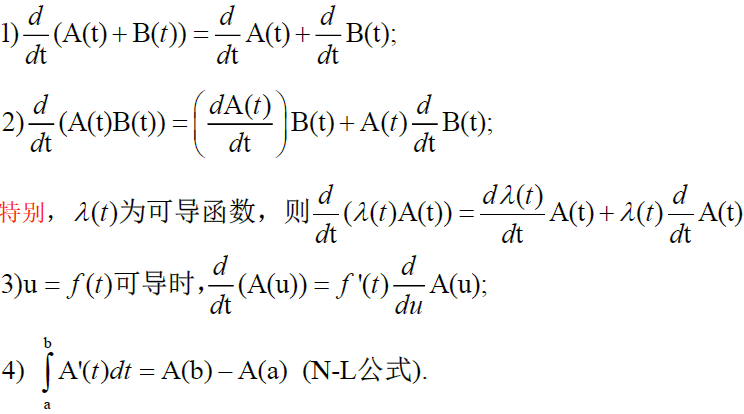 1) d/dt (A(t) + B(t)) = d/dt A(t) + d/dt B(t);
2) d/dt (A(t)B(t)) = (dA(t)/dt) B(t) + A(t) d/dt B(t);
特别，λ(t)为可导函数，则 d/dt (λ(t)A(t)) = dλ(t)/dt A(t) + λ(t) d/dt A(t)
3)u = f(t)可导时，d/dt (A(u)) = f'(t) d/du A(u);
4) ∫_a^b A'(t)dt = A(b) − A(a) (N-L公式).